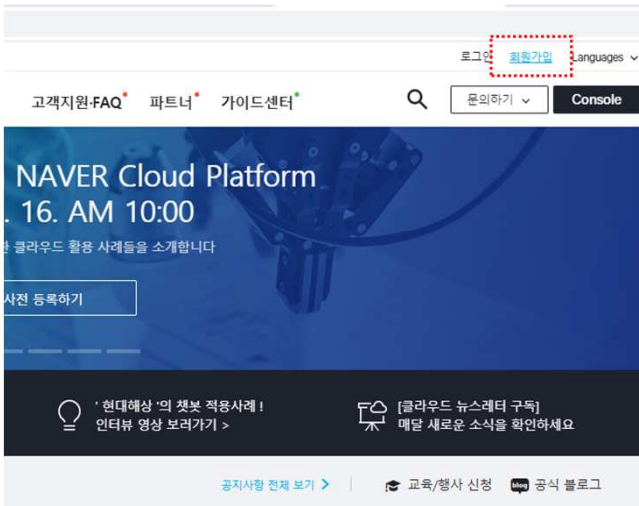 로그인 회원가입 Languages
고객지원·FAQ 파트너 가이드센터 문의하기 Console
NAVER Cloud Platform
. 16. AM 10:00
클라우드 활용 사례들을 소개합니다
사전 등록하기
' 현대해상 '의 챗봇 적용사례 !
인터뷰 영상 보러가기 >
[클라우드 뉴스레터 구독]
매달 새로운 소식을 확인하세요
공지사항 전체 보기 > 교육/행사 신청 blog 공식 블로그